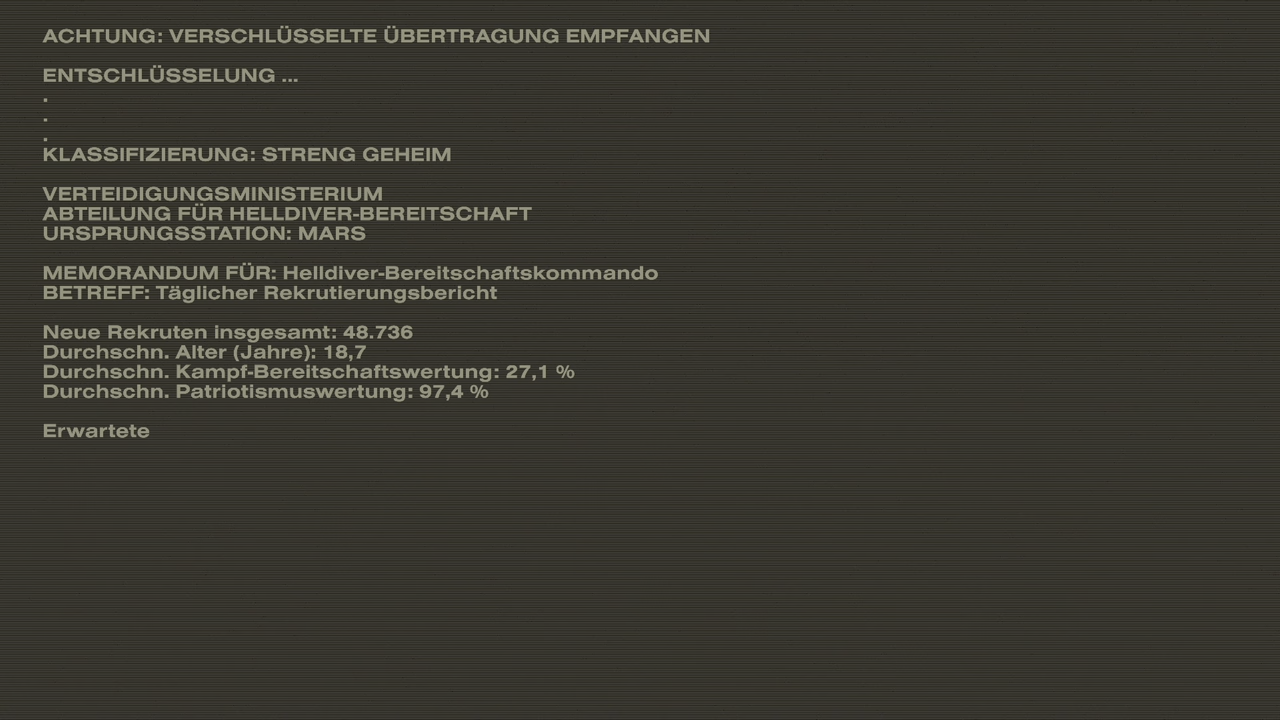 ACHTUNG: VERSCHLÜSSELTE ÜBERTRAGUNG EMPFANGEN
ENTSCHLÜSSELUNG ...
.
.
.
KLASSIFIZIERUNG: STRENG GEHEIM
VERTEIDIGUNGSMINISTERIUM
ABTEILUNG FÜR HELLDIVER-BEREITSCHAFT
URSPRUNGSSTATION: MARS
MEMORANDUM FÜR: Helldiver-Bereitschaftskommando
BETREFF: Täglicher Rekrutierungsbericht
Neue Rekruten insgesamt: 48.736
Durchschn. Alter (Jahre): 18,7
Durchschn. Kampf-Bereitschaftswertung: 27,1 %
Durchschn. Patriotismuswertung: 97,4 %
Erwartete